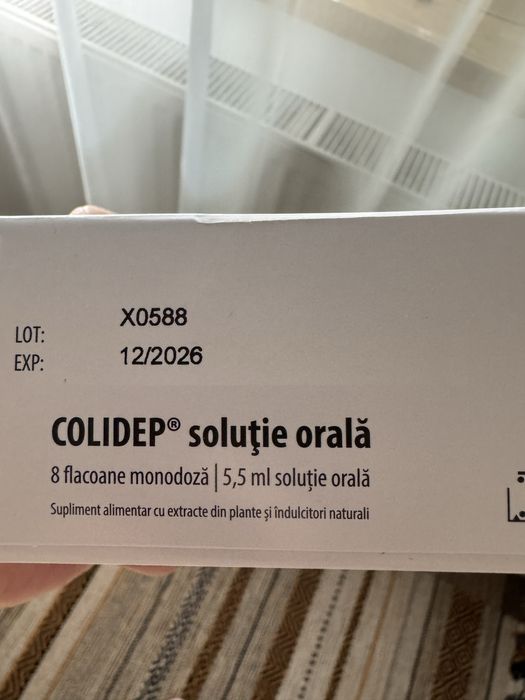 LOT: X0588
EXP: 12/2026
COLIDEP® soluţie orală
8 flacoane monodoză | 5,5 ml soluție orală
Supliment alimentar cu extracte din plante şi îndulcitori naturali